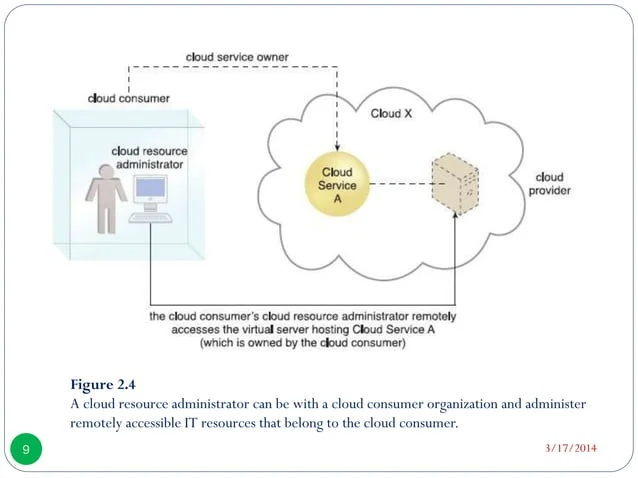 cloud service owner
cloud consumer
Cloud X
cloud resource
administrator
Cloud
Service
A
cloud
provider
the cloud consumer's cloud resource administrator remotely
accesses the virtual server hosting Cloud Service A
(which is owned by the cloud consumer)
Figure 2.4
A cloud resource administrator can be with a cloud consumer organization and administer
remotely accessible IT resources that belong to the cloud consumer.
9
3/17/2014